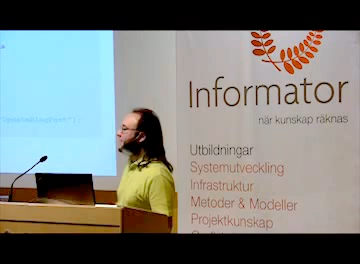 Informator
när kunskap räknas
Utbildningar
Systemutveckling
Infrastruktur
Metoder & Modeller
Projektkunskap